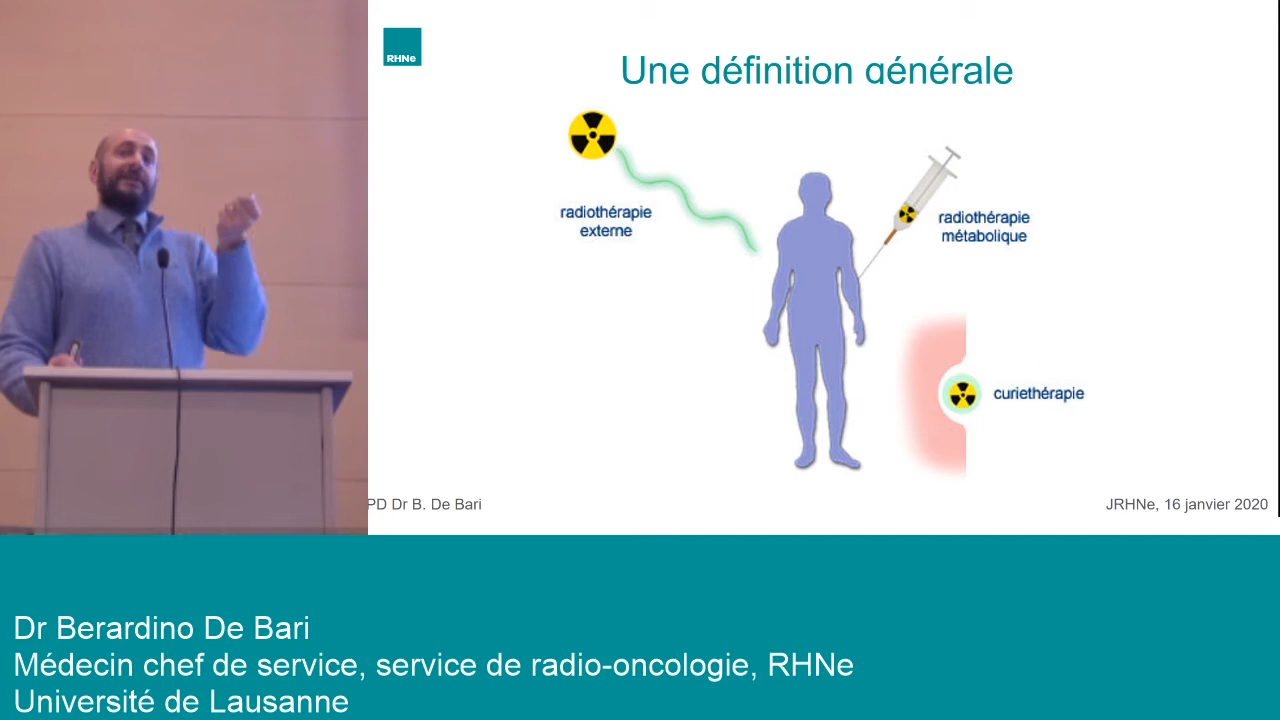 RHNe
Une définition générale
radiothérapie
externe
radiothérapie
métabolique
curiethérapie
PD Dr B. De Bari
JRHNe, 16 janvier 2020
Dr Berardino De Bari
Médecin chef de service, service de radio-oncologie, RHNe
Université de Lausanne